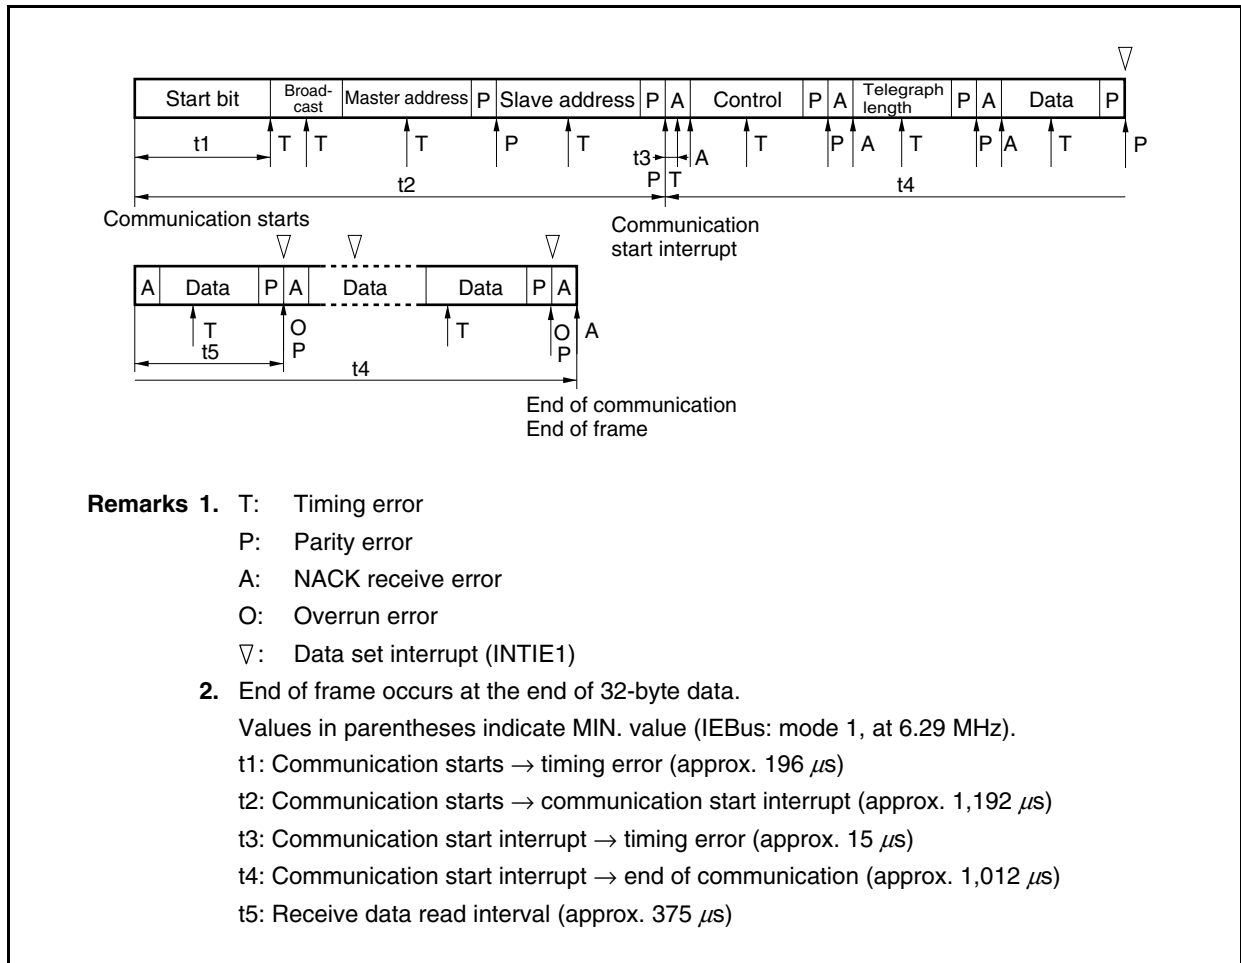 Start bit Broad-cast Master address P Slave address P A Control P A Telegraph length P A Data P
t1 T T T P T t3 A T P A T P A T P
P T
t2 t4
Communication starts
Communication
start interrupt
A Data P A Data Data P A
T O T O A
P P
t5
t4
End of communication
End of frame
Remarks 1. T: Timing error
P: Parity error
A: NACK receive error
O: Overrun error
▽: Data set interrupt (INTIE1)
2. End of frame occurs at the end of 32-byte data.
Values in parentheses indicate MIN. value (IEBus: mode 1, at 6.29 MHz).
t1: Communication starts → timing error (approx. 196 μs)
t2: Communication starts → communication start interrupt (approx. 1,192 μs)
t3: Communication start interrupt → timing error (approx. 15 μs)
t4: Communication start interrupt → end of communication (approx. 1,012 μs)
t5: Receive data read interval (approx. 375 μs)